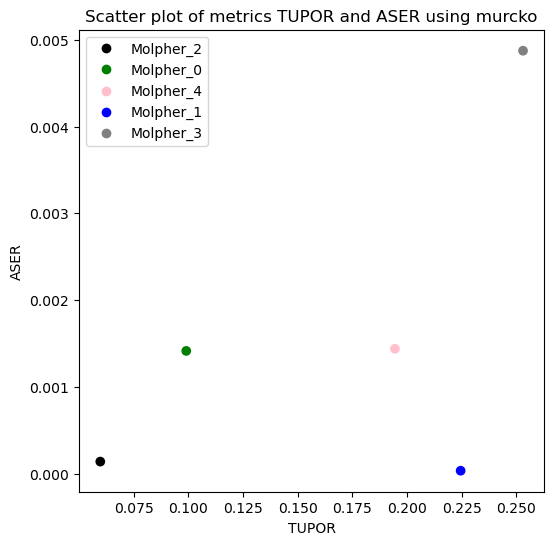 Scatter plot of metrics TUPOR and ASER using murcko
Molpher_2
Molpher_0
Molpher_4
Molpher_1
Molpher_3
0.005
0.004
0.003
0.002
0.001
0.000
ASER
0.075 0.100 0.125 0.150 0.175 0.200 0.225 0.250
TUPOR